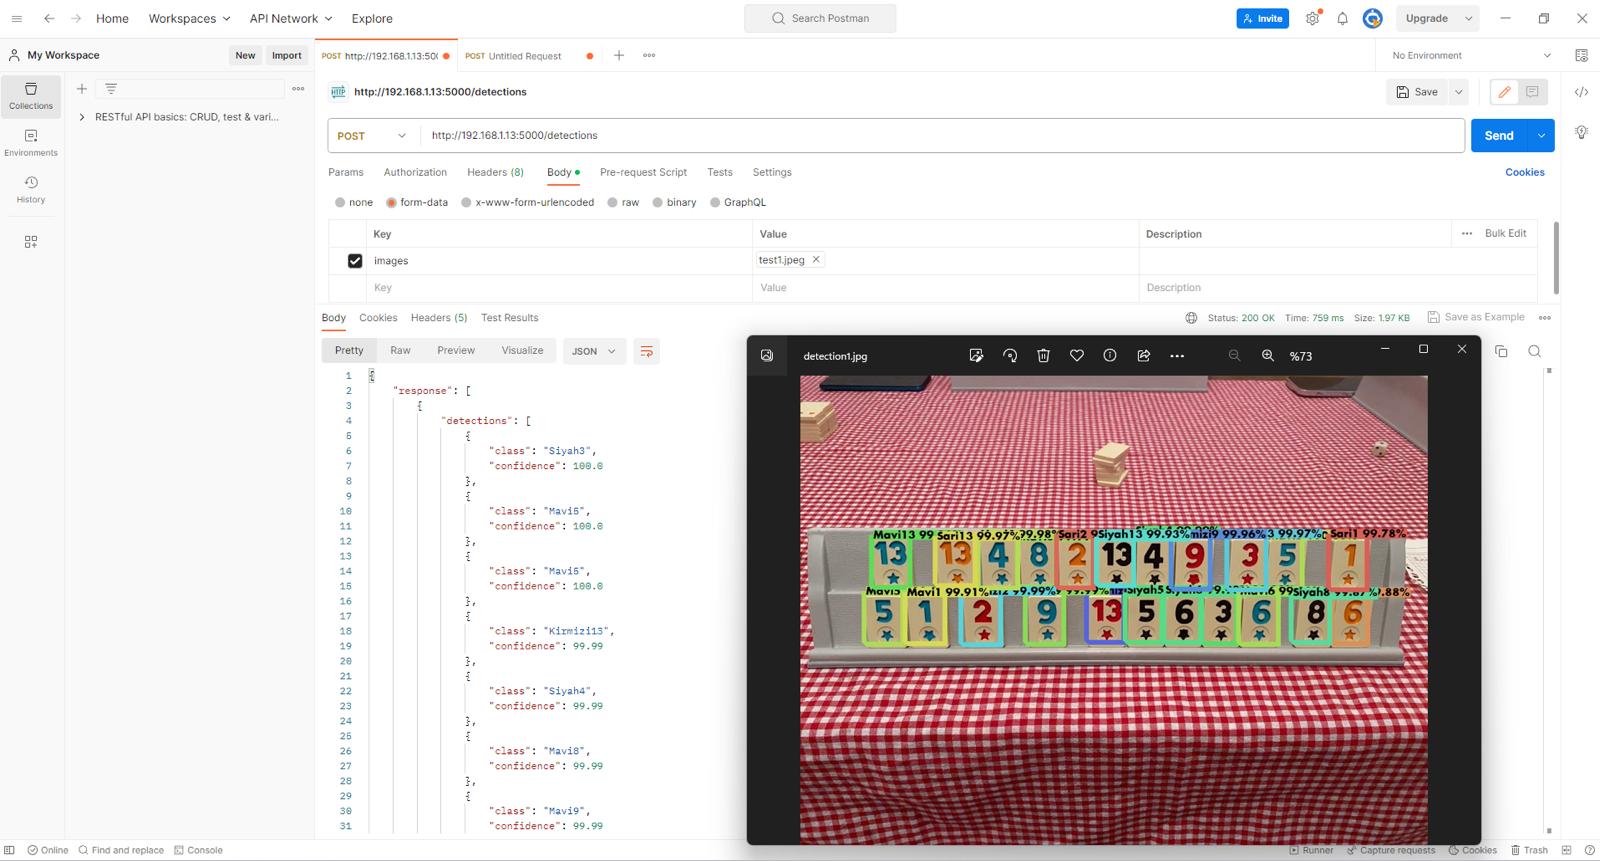 Home Workspaces API Network Explore Search Postman Invite Upgrade
My Workspace New Import POST http://192.168.1.13:500 POST Untitled Request No Environment
Collections
Environments
History
RESTful API basics: CRUD, test & vari...
HTTP http://192.168.1.13:5000/detections Save
POST http://192.168.1.13:5000/detections Send
Params Authorization Headers (8) Body Pre-request Script Tests Settings Cookies
none form-data x-www-form-urlencoded raw binary GraphQL
Key Value Description Bulk Edit
images test1.jpeg
Key Value Description
Body Cookies Headers (5) Test Results Status: 200 OK Time: 759 ms Size: 1.97 KB Save as Example
Pretty Raw Preview Visualize JSON
1 {
2 "response": [
3 {
4 "detections": [
5 {
6 "class": "Siyah3",
7 "confidence": 100.0
8 },
9 {
10 "class": "Mavi5",
11 "confidence": 100.0
12 },
13 {
14 "class": "Mavi5",
15 "confidence": 100.0
16 },
17 {
18 "class": "Kirmizi13",
19 "confidence": 99.99
20 },
21 {
22 "class": "Siyah4",
23 "confidence": 99.99
24 },
25 {
26 "class": "Mavi8",
27 "confidence": 99.99
28 },
29 {
30 "class": "Mavi9",
31 "confidence": 99.99
detection1.jpg %73
Mavi13 99 Sari13 99.97% 99.98% Sari2 Siyah13 99.93% 99.96% 3 99.97% Sari1 99.78%
13 13 4 8 2 13 4 9 3 5 1
Mavi1 99.91% 99.99% Siyah5 Siyah8
5 1 2 9 13 5 6 3 6 8 6
Online Find and replace Console Runner Capture requests Cookies Trash